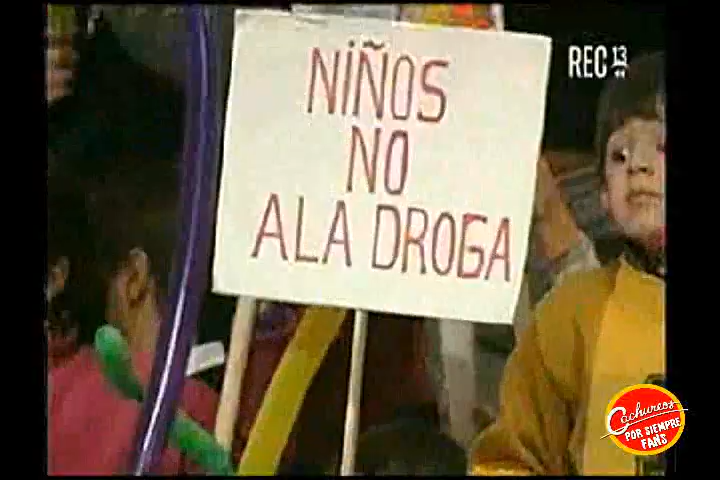 NiÑOS
NO
ALA DROGA
REC 13
Cachureos
POR SIEMPRE
FANS